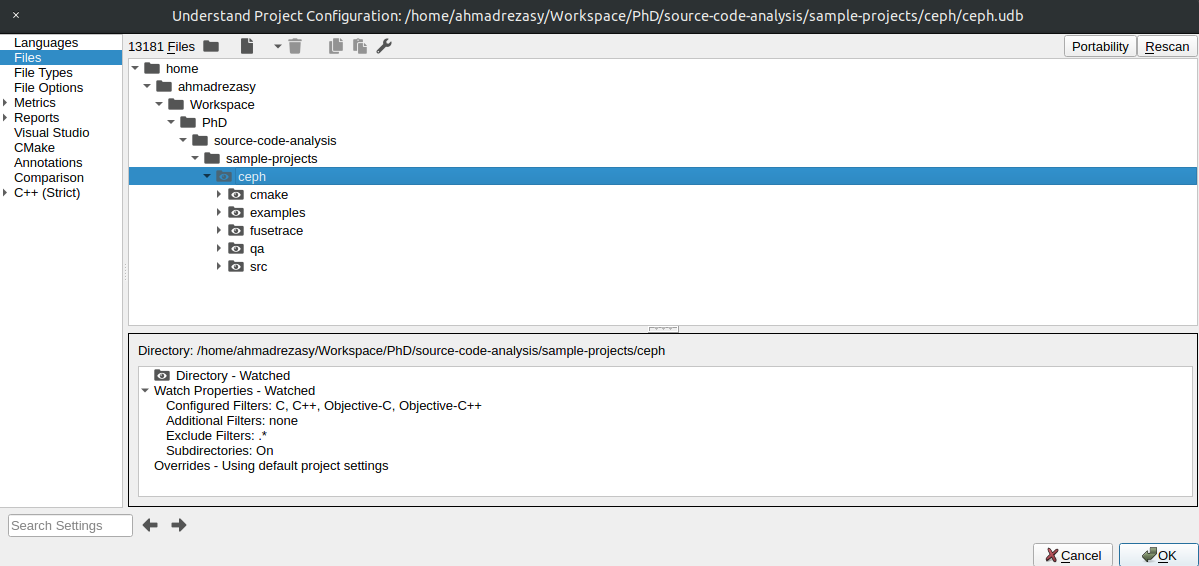 Understand Project Configuration: /home/ahmadrezasy/Workspace/PhD/source-code-analysis/sample-projects/ceph/ceph.udb
Languages
Files
File Types
File Options
Metrics
Reports
Visual Studio
CMake
Annotations
Comparison
C++ (Strict)
13181 Files
Portability
Rescan
home
ahmadrezasy
Workspace
PhD
source-code-analysis
sample-projects
ceph
cmake
examples
fusetrace
qa
src
Directory: /home/ahmadrezasy/Workspace/PhD/source-code-analysis/sample-projects/ceph
Directory - Watched
Watch Properties - Watched
Configured Filters: C, C++, Objective-C, Objective-C++
Additional Filters: none
Exclude Filters: .*
Subdirectories: On
Overrides - Using default project settings
Search Settings
Cancel
OK